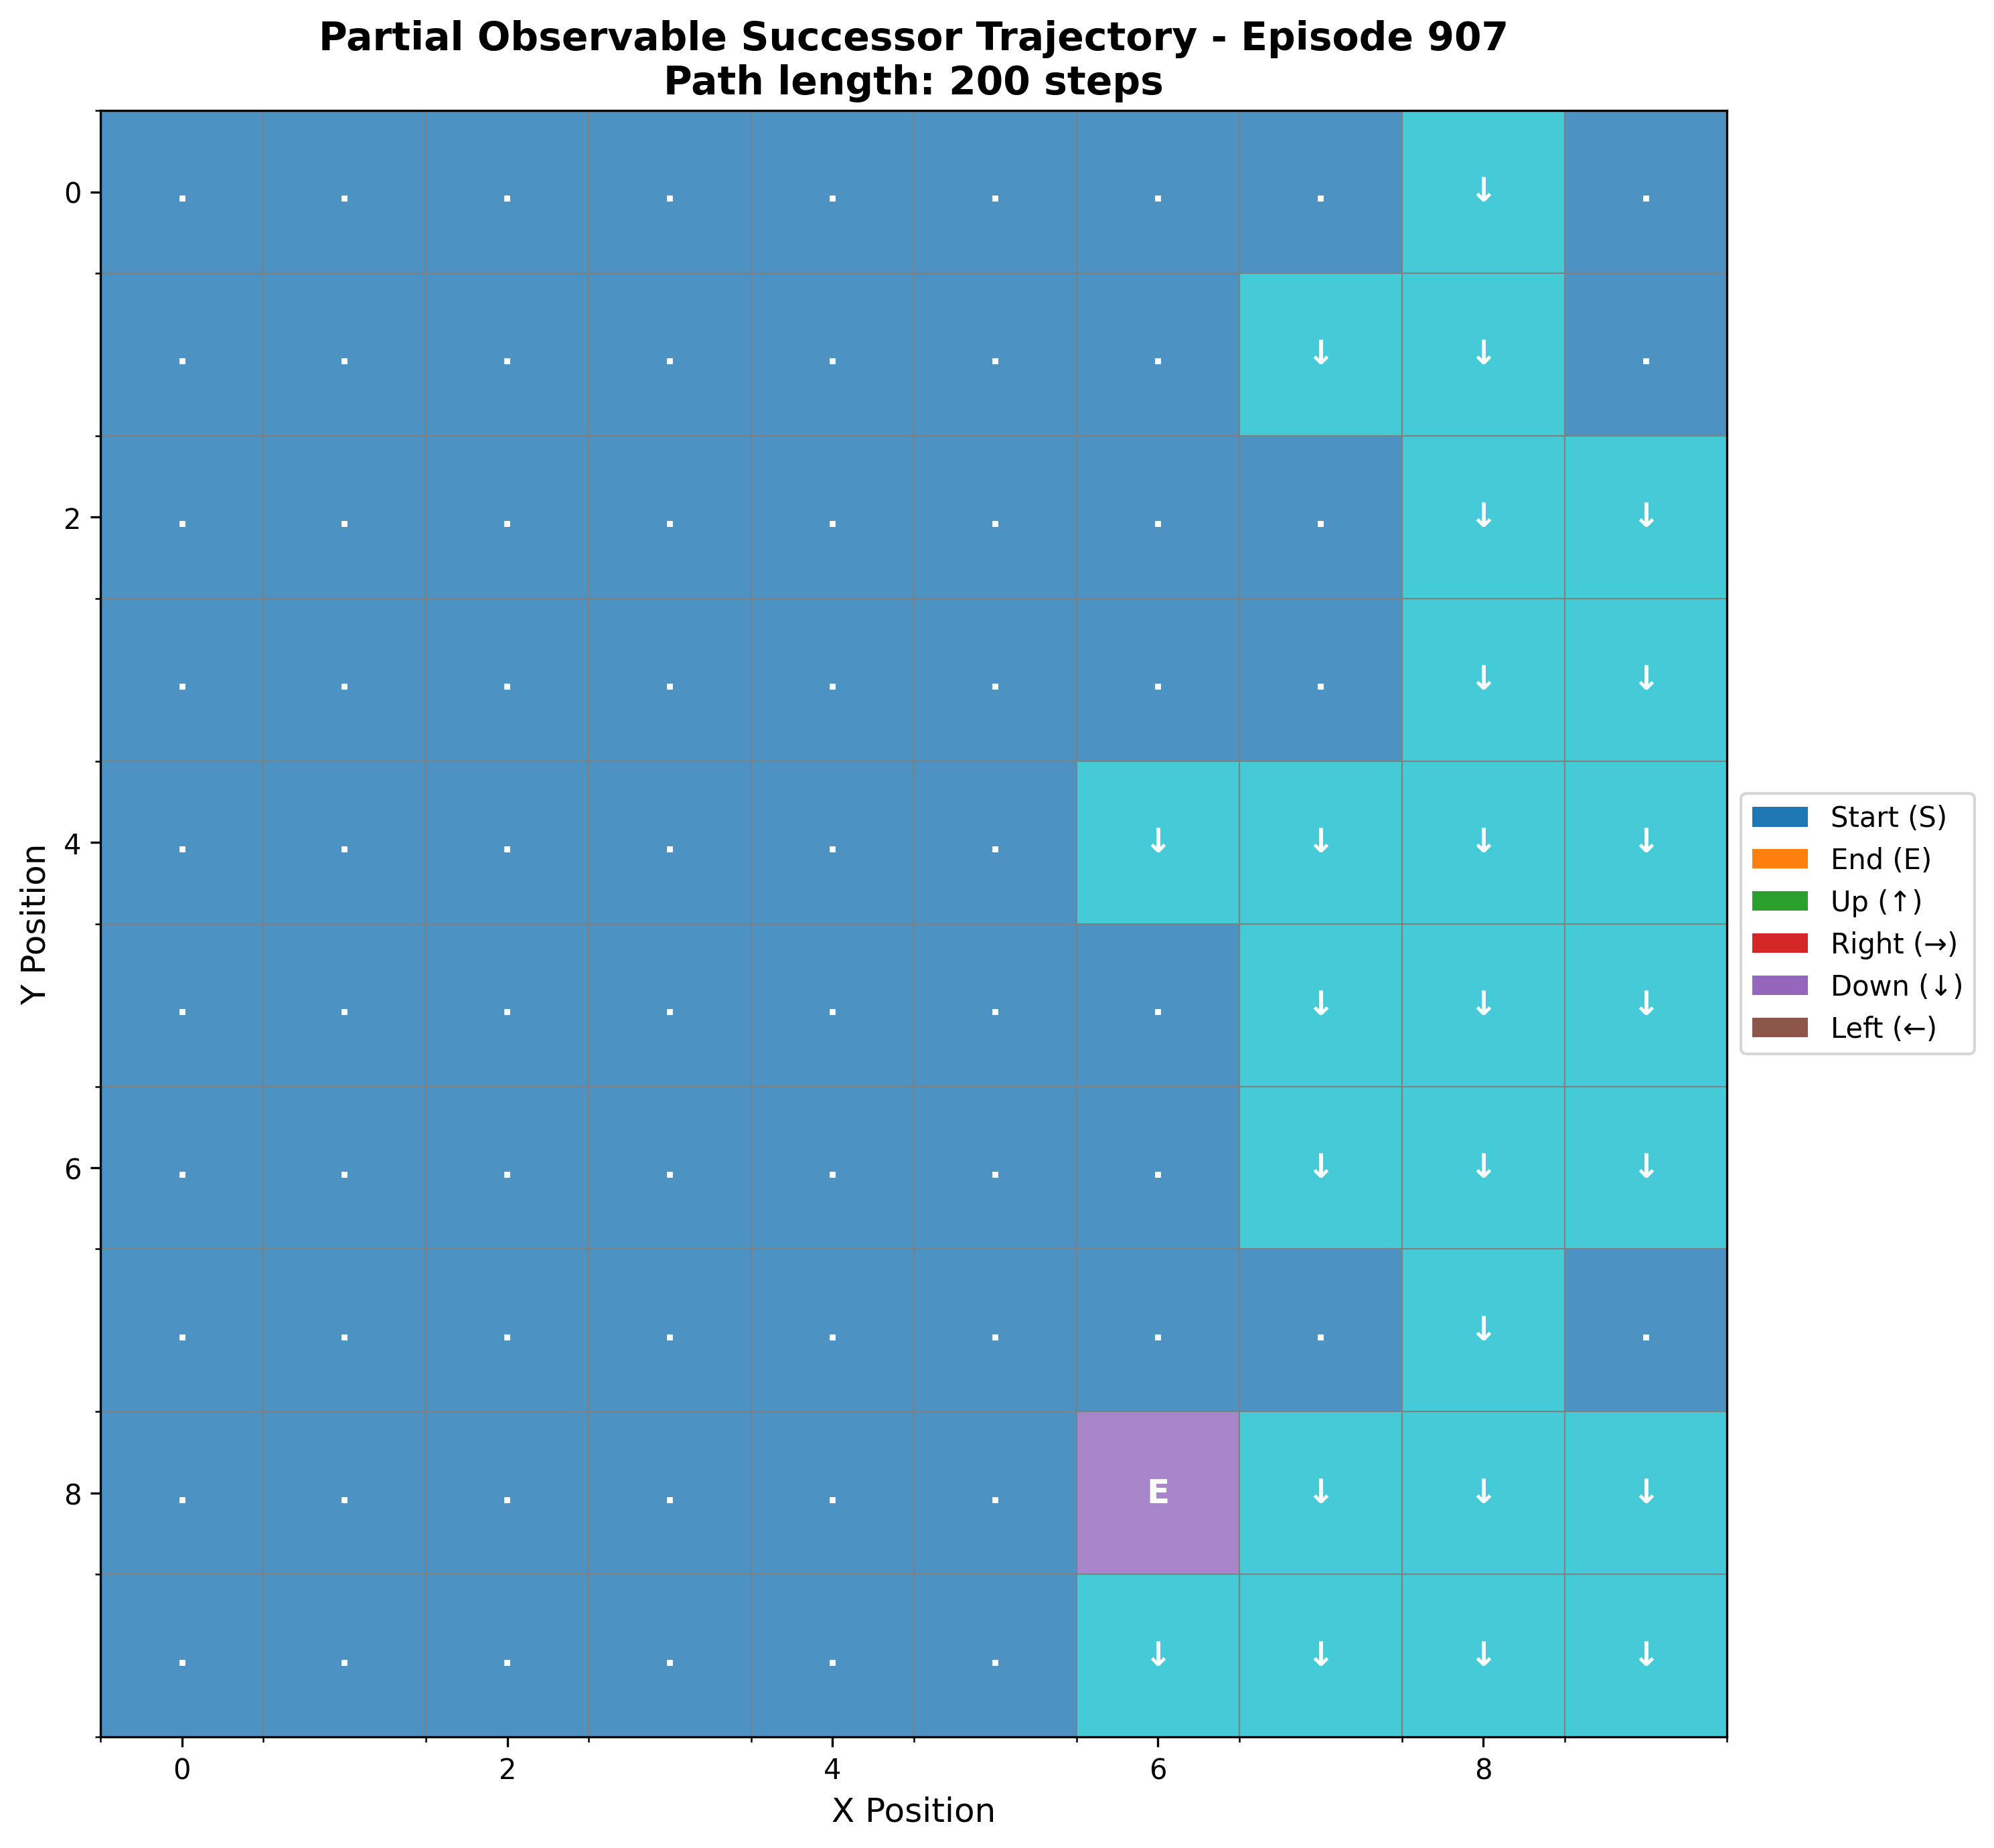 Partial Observable Successor Trajectory - Episode 907
Path length: 200 steps
0 . . . . . . . . ↓ .
. . . . . . . ↓ ↓ .
2 . . . . . . . . ↓ ↓
. . . . . . . . ↓ ↓
4 . . . . . . ↓ ↓ ↓ ↓
. . . . . . . ↓ ↓ ↓
6 . . . . . . . ↓ ↓ ↓
. . . . . . . . ↓ .
8 . . . . . . E ↓ ↓ ↓
. . . . . . ↓ ↓ ↓ ↓
0 2 4 6 8
X Position
Y Position
Start (S)
End (E)
Up (↑)
Right (→)
Down (↓)
Left (←)